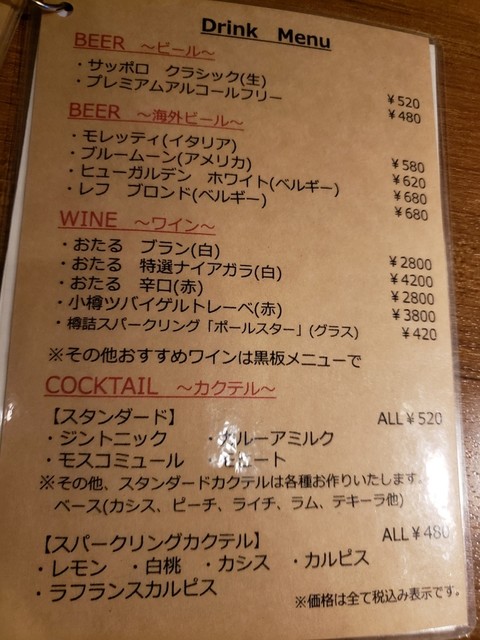 Drink Menu
BEER ～ビール～
・サッポロ クラシック(生) ￥520
・プレミアムアルコールフリー ￥480
BEER ～海外ビール～
・モレッティ(イタリア) ￥580
・ブルームーン(アメリカ) ￥620
・ヒューガルデン ホワイト(ベルギー) ￥680
・レフ ブロンド(ベルギー) ￥680
WINE ～ワイン～
・おたる ブラン(白) ￥2800
・おたる 特選ナイアガラ(白) ￥4200
・おたる 辛口(赤) ￥2800
・小樽ツバイゲルトレーベ(赤) ￥3800
・樽詰スパークリング「ポールスター」(グラス) ￥420
※その他おすすめワインは黒板メニューで
COCKTAIL ～カクテル～
【スタンダード】 ALL￥520
・ジントニック ・カルーアミルク
・モスコミュール
※その他、スタンダードカクテルは各種お作りいたします。
ベース(カシス、ピーチ、ライチ、ラム、テキーラ他)
【スパークリングカクテル】 ALL￥480
・レモン ・白桃 ・カシス ・カルピス
・ラフランスカルピス
※価格は全て税込み表示です。